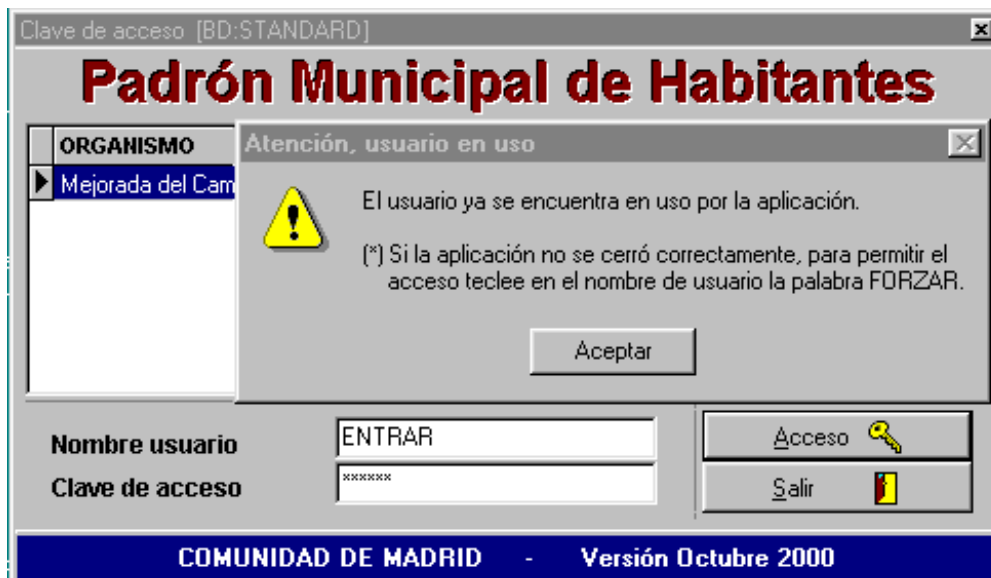 Clave de acceso [BD:STANDARD]
Padrón Municipal de Habitantes
ORGANISMO
Mejorada del Cam
Atención, usuario en uso
El usuario ya se encuentra en uso por la aplicación.
(*) Si la aplicación no se cerró correctamente, para permitir el
acceso teclee en el nombre de usuario la palabra FORZAR.
Aceptar
Nombre usuario ENTRAR
Acceso
Clave de acceso ******
Salir
COMUNIDAD DE MADRID - Versión Octubre 2000